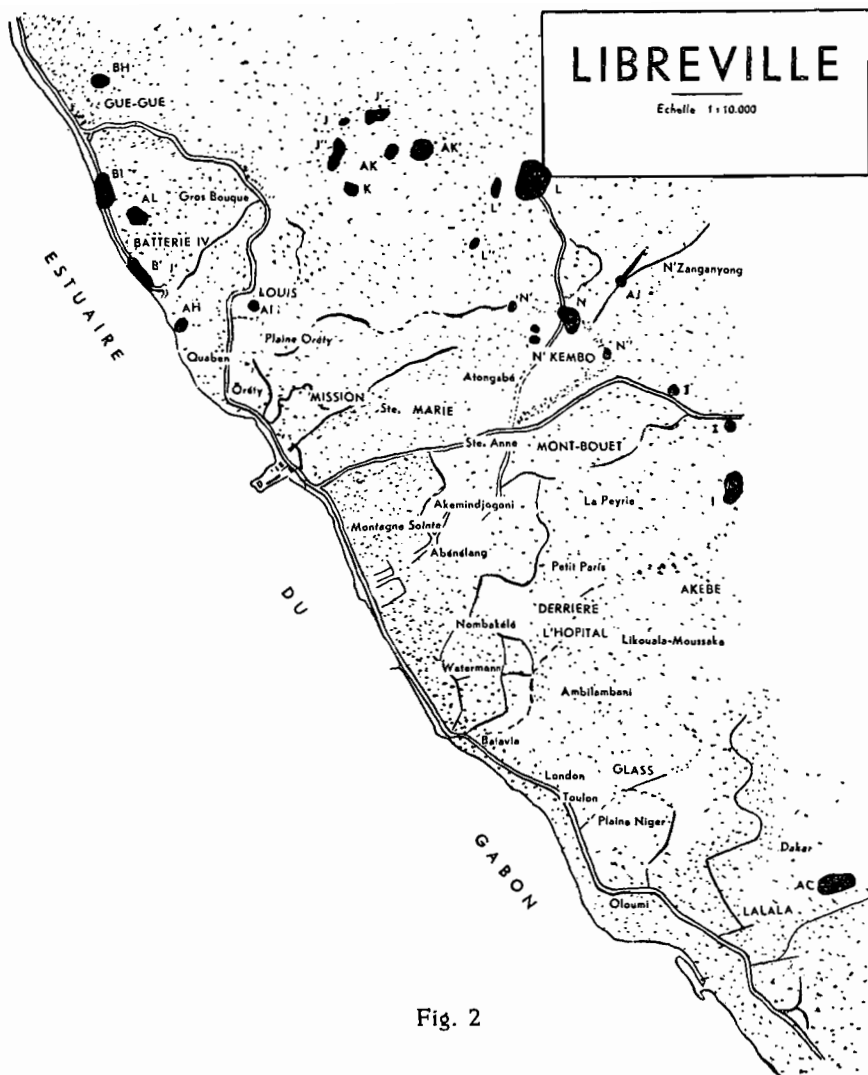 LIBREVILLE
Echelle 1:10.000
BH
GUE-GUE
J
J'
J"
AK
AK
K
L
L'
L"
BI
AL
Gros Bouque
BATTERIE IV
B'
J'
AH
LOUIS
AI
N'Zanganyong
AJ
N'
N
N'KEMBO
N"
Plaine Oréty
Quaben
Oréty
MISSION
Ste. MARIE
Atongabé
I
I
I
Ste. Anne
MONT-BOUET
Akemindjogoni
La Peyrie
Montagne Sainte
Abénélang
Petit Paris
AKEBE
DERRIERE
L'HOPITAL
Nombakélé
Likouala-Moussaka
Watermann
Ambilambani
Batavia
London
GLASS
Toulon
Plaine Niger
Dakar
AC
Oloumi
LALALA
ESTUAIRE
DU
GABON
Fig. 2